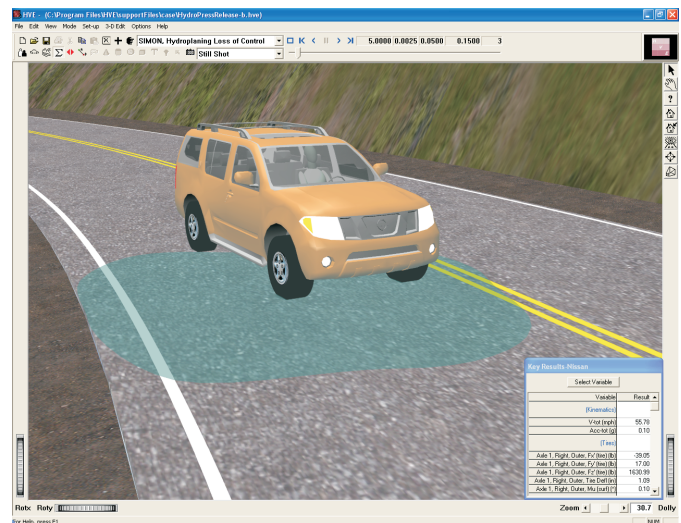 HVE - (C:\Program Files\HVE\supportFiles\case\HydroPressRelease-b.hve)
File Edit View Mode Set-up 3-D Edit Options Help
SIMON, Hydroplaning Loss of Control 5.0000 0.0025 0.0500 0.1500 3
Still Shot
Key Results-Nissan
Select Variable
Variable Result
(Kinematics)
V-tot (mph) 55.78
Acc-tot (g) 0.10
(Tires)
Axle 1, Right, Outer, Fx' (tire) (lb) -39.05
Axle 1, Right, Outer, Fy' (tire) (lb) 17.00
Axle 1, Right, Outer, Fz' (tire) (lb) 1630.99
Axle 1, Right, Outer, Tire Defl (in) 1.09
Axle 1, Right, Outer, Mu (surf) (*) 0.10
Rotx Roty Zoom 30.7 Dolly
For Help, press F1 NUM